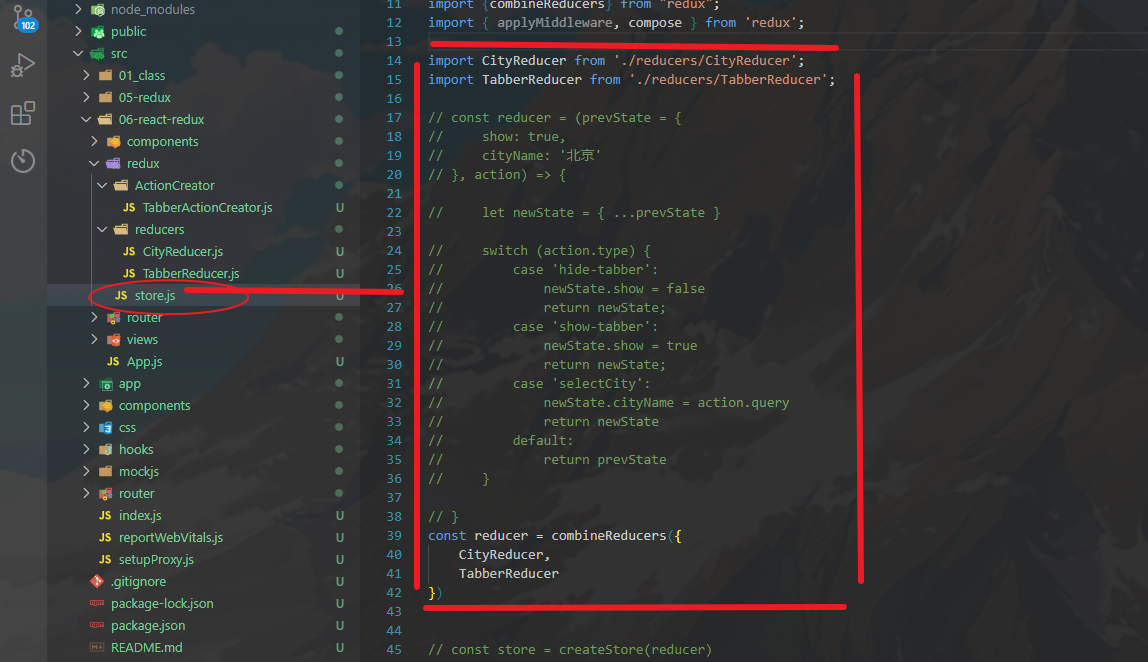 102
node_modules
public
src
01_class
05-redux
06-react-redux
components
redux
ActionCreator
JS TabberActionCreator.js U
reducers
JS CityReducer.js U
JS TabberReducer.js U
JS store.js U
router
views
JS App.js U
app
components
css
hooks
mockjs
router
JS index.js U
JS reportWebVitals.js U
JS setupProxy.js U
.gitignore U
package-lock.json U
package.json U
README.md U
11 import {combineReducers} from "redux";
12 import { applyMiddleware, compose } from 'redux';
13
14 import CityReducer from './reducers/CityReducer';
15 import TabberReducer from './reducers/TabberReducer';
16
17 // const reducer = (prevState = {
18 //     show: true,
19 //     cityName: '北京'
20 // }, action) => {
21
22 //     let newState = { ...prevState }
23
24 //     switch (action.type) {
25 //         case 'hide-tabber':
26 //             newState.show = false
27 //             return newState;
28 //         case 'show-tabber':
29 //             newState.show = true
30 //             return newState;
31 //         case 'selectCity':
32 //             newState.cityName = action.query
33 //             return newState
34 //         default:
35 //             return prevState
36 //     }
37
38 // }
39 const reducer = combineReducers({
40     CityReducer,
41     TabberReducer
42 })
43
44
45 // const store = createStore(reducer)